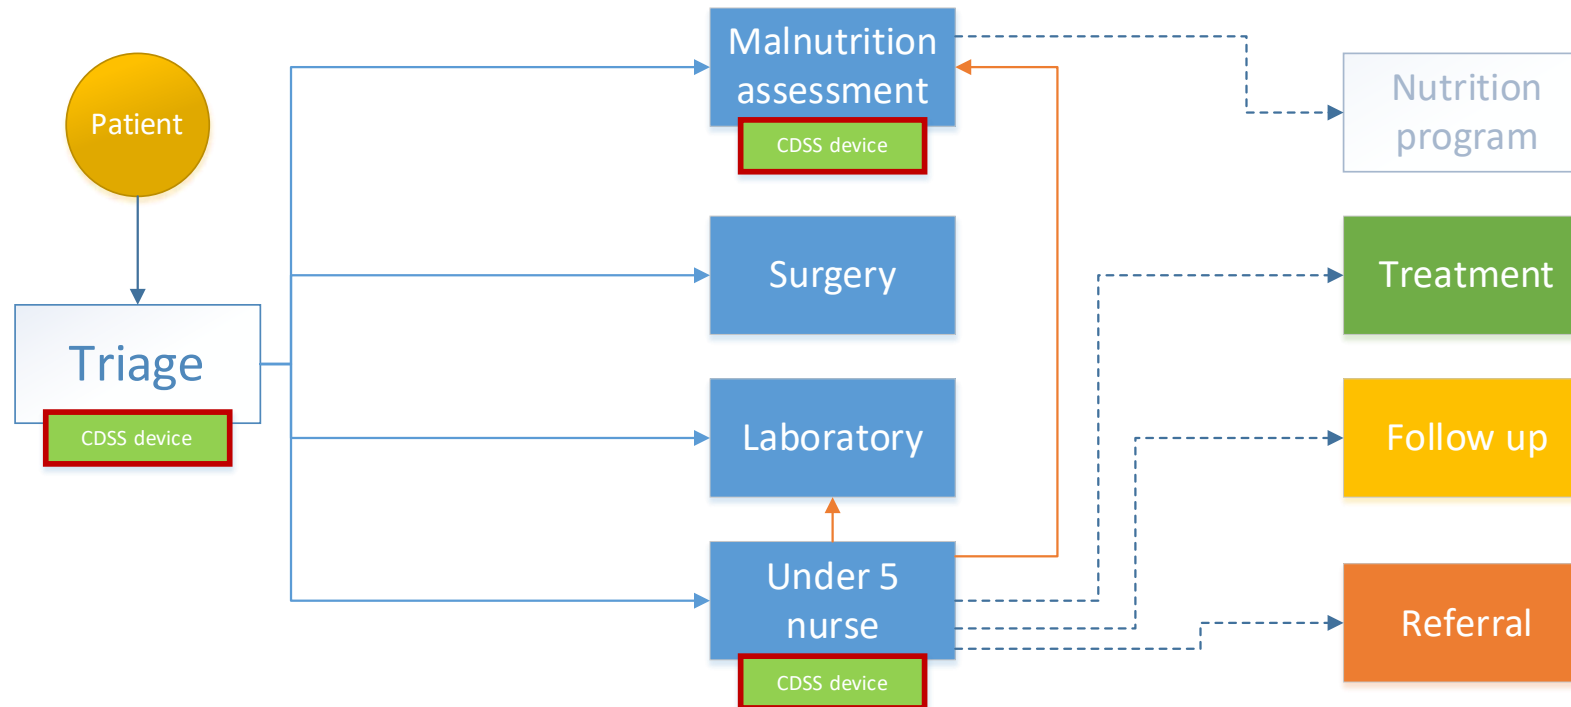 Patient
Triage
CDSS device
Malnutrition
assessment
CDSS device
Surgery
Laboratory
Under 5
nurse
CDSS device
Nutrition
program
Treatment
Follow up
Referral